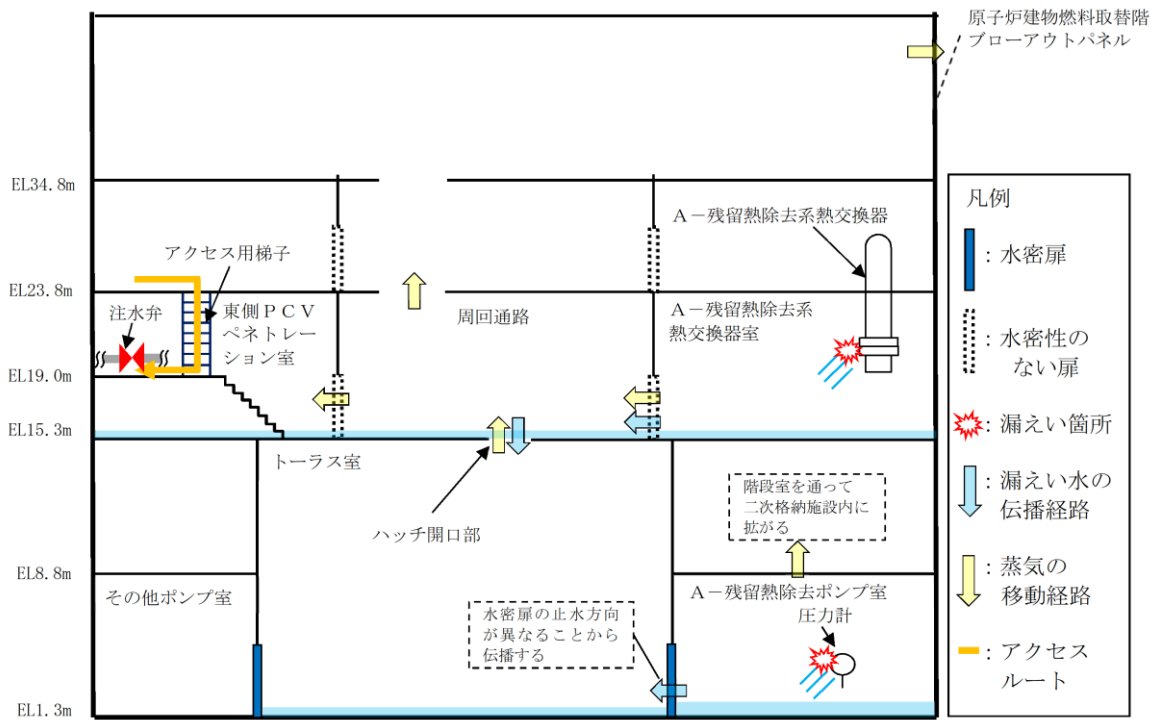 原子炉建物燃料取替階
ブローアウトパネル
EL34.8m
A－残留熱除去系熱交換器
アクセス用梯子
EL23.8m
注水弁
東側PCV
ペネトレー
ション室
周回通路
A－残留熱除去系
熱交換器室
EL19.0m
EL15.3m
トーラス室
ハッチ開口部
階段室を通って
二次格納施設内に
拡がる
EL8.8m
その他ポンプ室
A－残留熱除去ポンプ室
圧力計
水密扉の止水方向
が異なることから
伝播する
EL1.3m
凡例
：水密扉
：水密性の
ない扉
：漏えい箇所
：漏えい水の
伝播経路
：蒸気の
移動経路
：アクセス
ルート